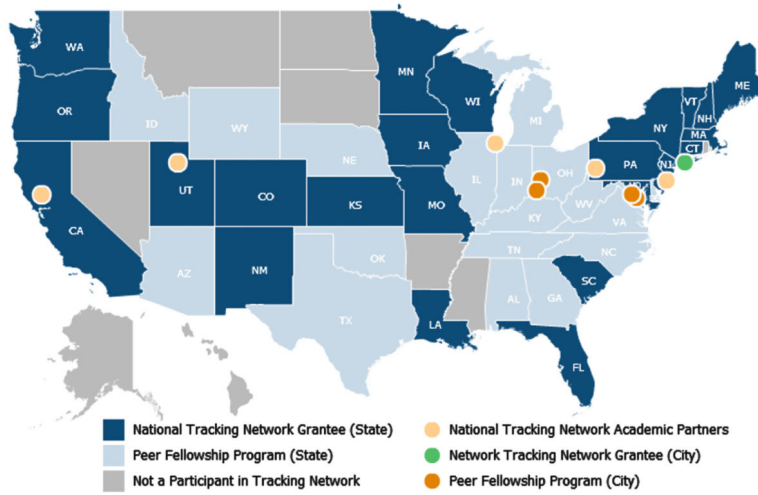 WA
OR
CA
ID
WY
UT
CO
AZ
NM
NE
KS
OK
TX
MN
IA
MO
LA
WI
IL
MI
IN
OH
KY
TN
AL
GA
FL
SC
NC
VA
WV
PA
NY
NJ
CT
MA
VT
NH
ME
National Tracking Network Grantee (State)
Peer Fellowship Program (State)
Not a Participant in Tracking Network
National Tracking Network Academic Partners
Network Tracking Network Grantee (City)
Peer Fellowship Program (City)